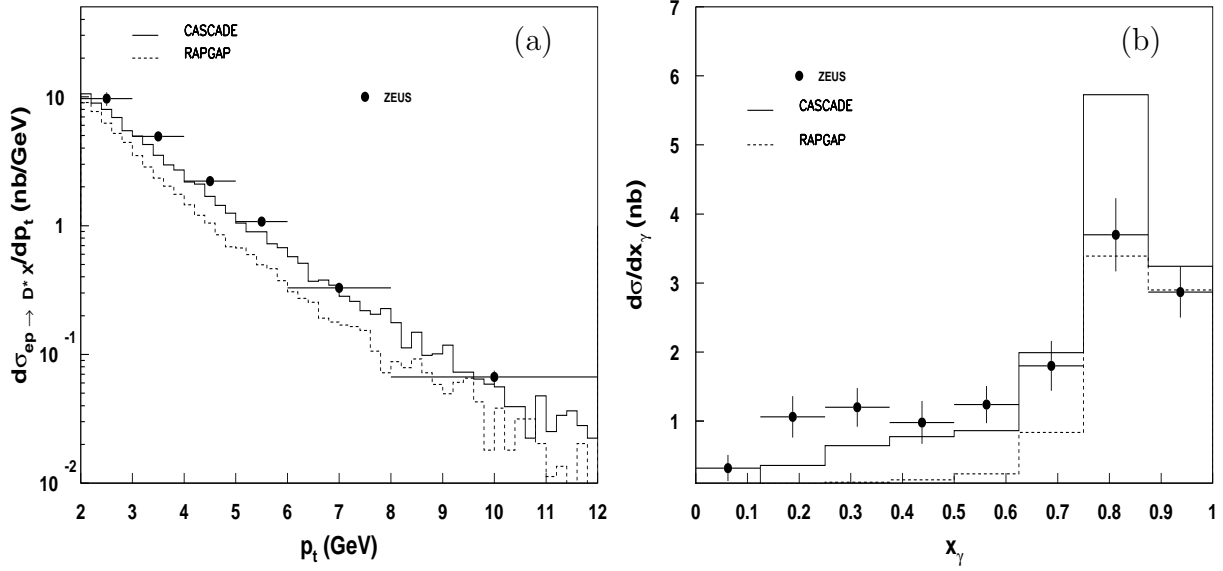 CASCADE
RAPGAP
(a)
ZEUS
dσ_{ep → D* X}/dp_t (nb/GeV)
10
1
10^{-1}
10^{-2}
2 3 4 5 6 7 8 9 10 11 12
p_t (GeV)
(b)
ZEUS
CASCADE
RAPGAP
dσ/dx_γ (nb)
7
6
5
4
3
2
1
0 0.1 0.2 0.3 0.4 0.5 0.6 0.7 0.8 0.9 1
x_γ